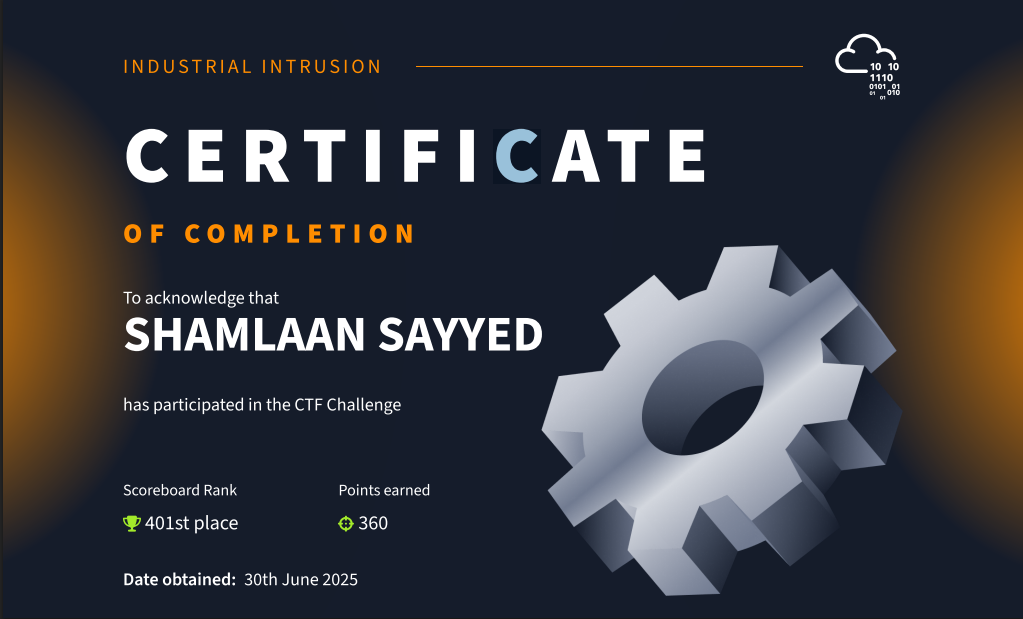 INDUSTRIAL INTRUSION
10 10
1110
0101 01
01 010
01
CERTIFICATE
OF COMPLETION
To acknowledge that
SHAMLAAN SAYYED
has participated in the CTF Challenge
Scoreboard Rank Points earned
401st place 360
Date obtained: 30th June 2025